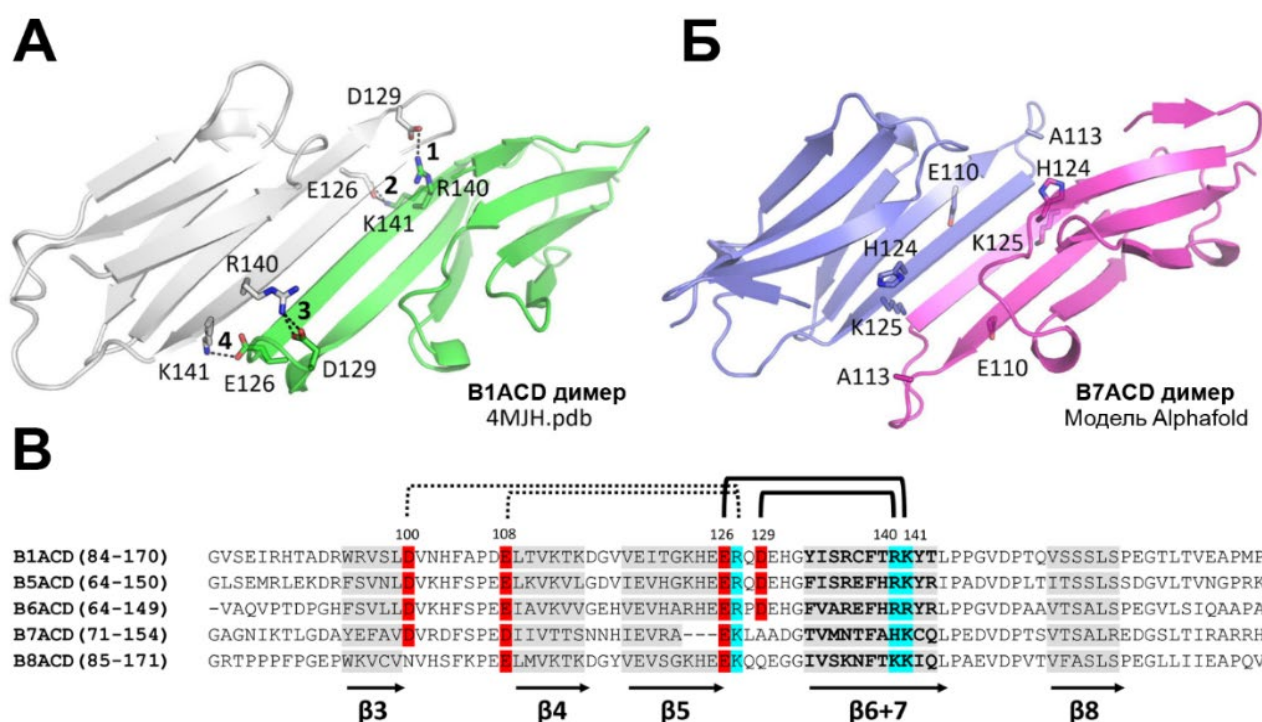 А
Б
D129
1
A113
2
E126
R140
E110
H124
K141
H124
K125
R140
3
K125
4
K141
E126
D129
A113
E110
B1ACD димер
4MJH.pdb
B7ACD димер
Модель Alphafold
В
100 108 126 129 140 141
B1ACD(84-170) GVSEIRHTADRWRVSLDVNHFAPDELTVKTKDGVVEITGKHEERQDEHGYISRCFTRKYTLPPGVDPTQVSSSLSPEGTLTVEAPMP
B5ACD(64-150) GLSEMRLEKDRFSVNLDVKHFSPEELKVKVLGDVIEVHGKHEERQDEHGFISREFHRKYRIPADVDPLTITSSLSSDGVLTVNGPRK
B6ACD(64-149) -VAQVPTDPGHFSVLLDVKHFSPEEIAVKVVGEHVEVHARHEERPDEHGFVAREFHRRYRLPPGVDPAAVTSALSPEGVLSIQAAPA
B7ACD(71-154) GAGNIKTLGDAYEFAVDVRDFSPEDIIVTTSNNHIEVRA---EKLAADGTVMNTFAHKCQLPEDVDPTSVTSALREDGSLTIRARRH
B8ACD(85-171) GRTPPPFPGEPWKVCVNVHSFKPEELMVKTKDGYVEVSGKHEEKQQEGGIVSKNFTKKIQLPAEVDPVTVFASLSPEGLLIIEAPQV
β3 β4 β5 β6+7 β8